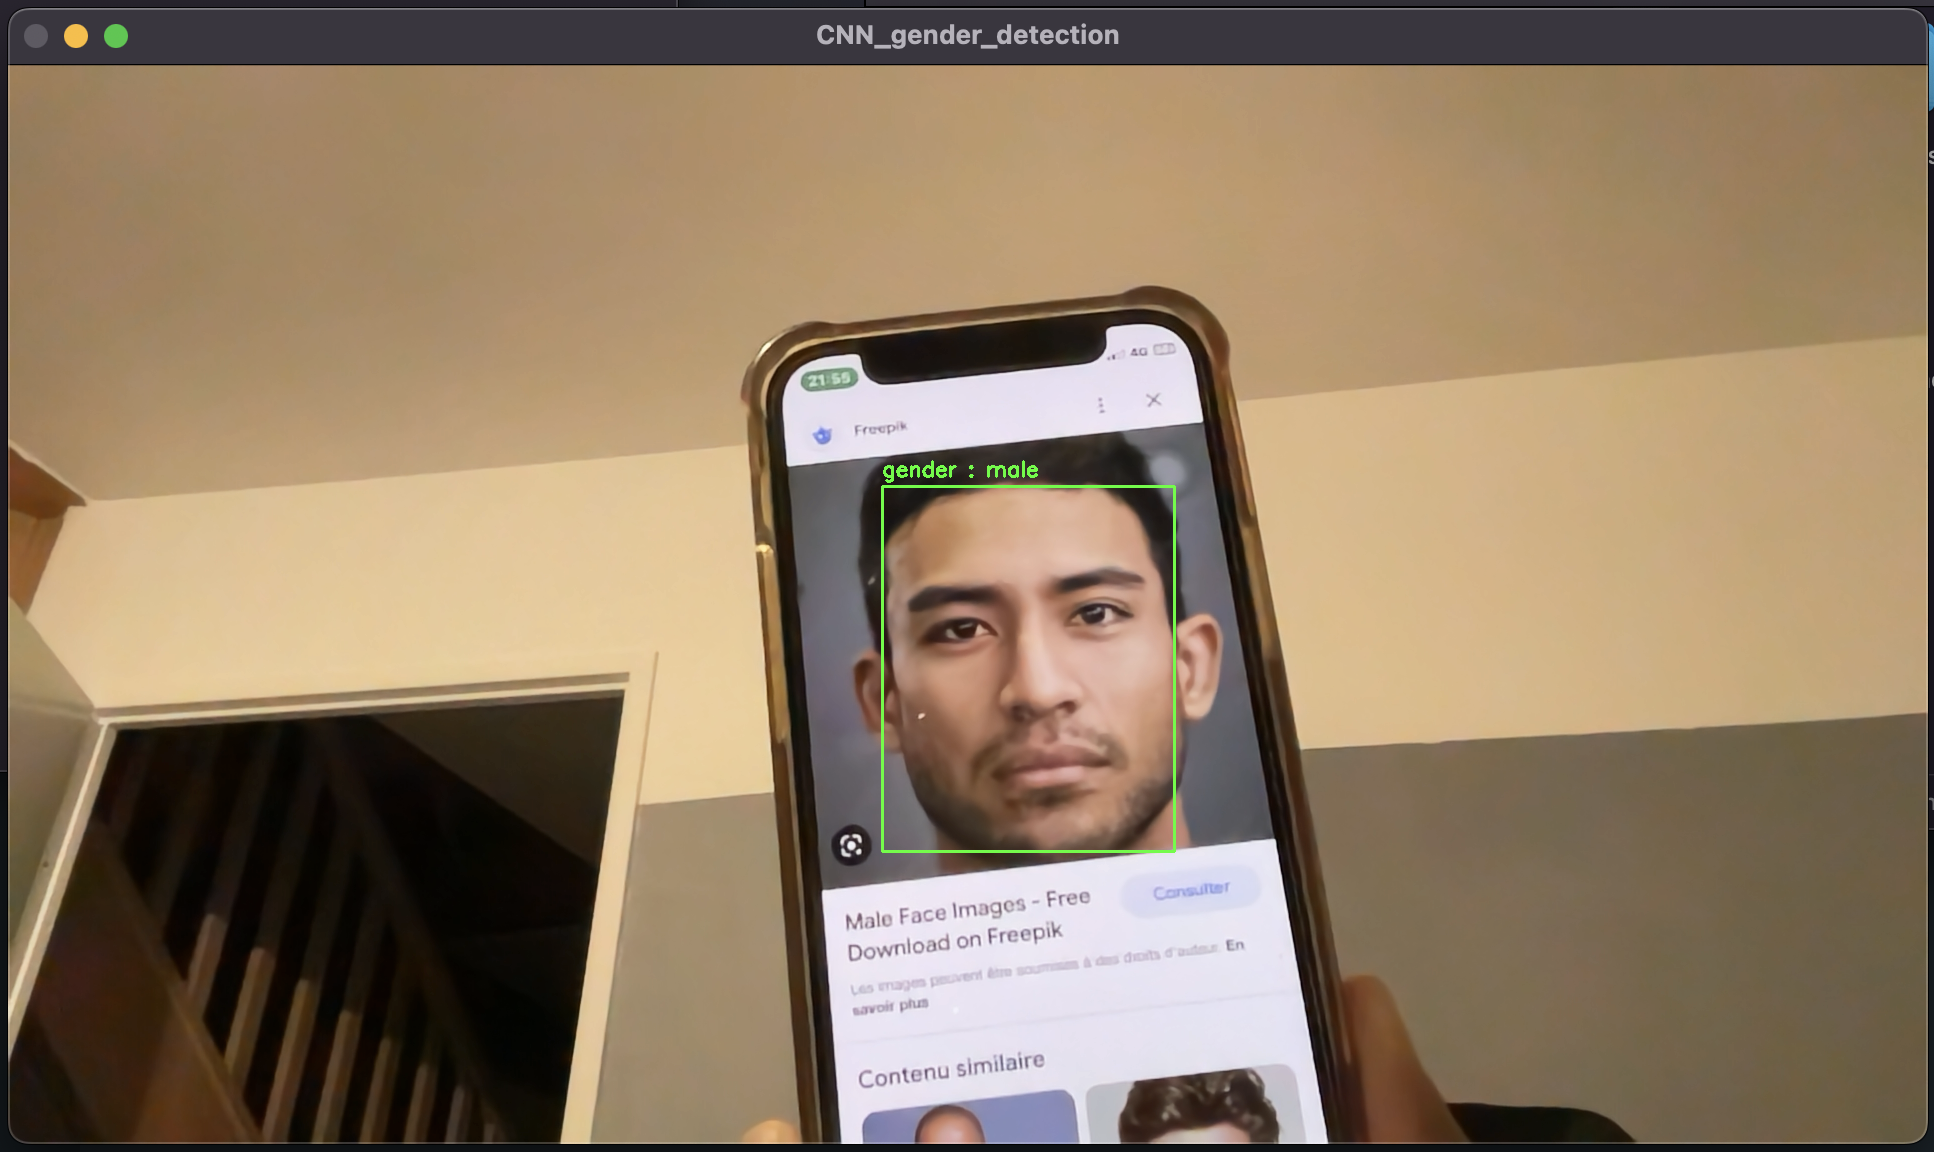 CNN_gender_detection
21:55
4G
Freepik
gender : male
Male Face Images - Free
Consulter
Download on Freepik
Les images peuvent être soumises à des droits d'auteur. En
savoir plus
Contenu similaire